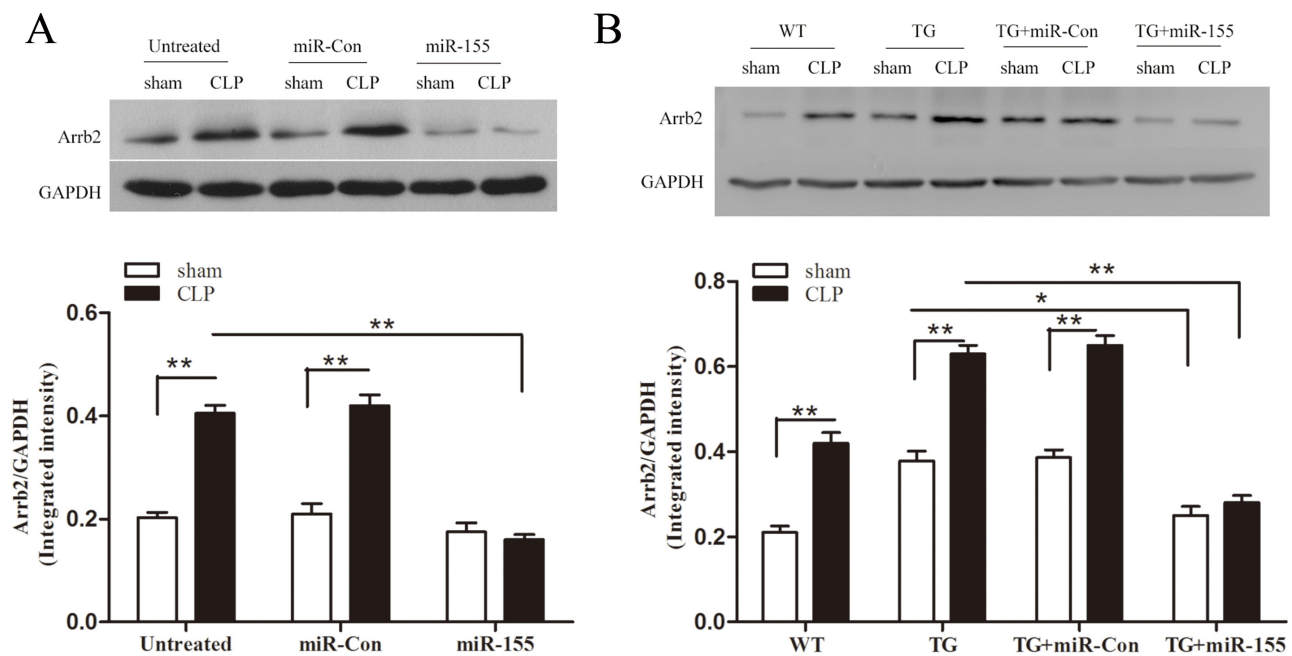 A
Untreated miR-Con miR-155
sham CLP sham CLP sham CLP
Arrb2
GAPDH
sham
CLP
0.6
0.4
0.2
0.0
Arrb2/GAPDH
(Integrated intensity)
** ** **
Untreated miR-Con miR-155
B
WT TG TG+miR-Con TG+miR-155
sham CLP sham CLP sham CLP sham CLP
Arrb2
GAPDH
sham
CLP
0.8
0.6
0.4
0.2
0.0
Arrb2/GAPDH
(Integrated intensity)
**
*
** **
**
WT TG TG+miR-Con TG+miR-155